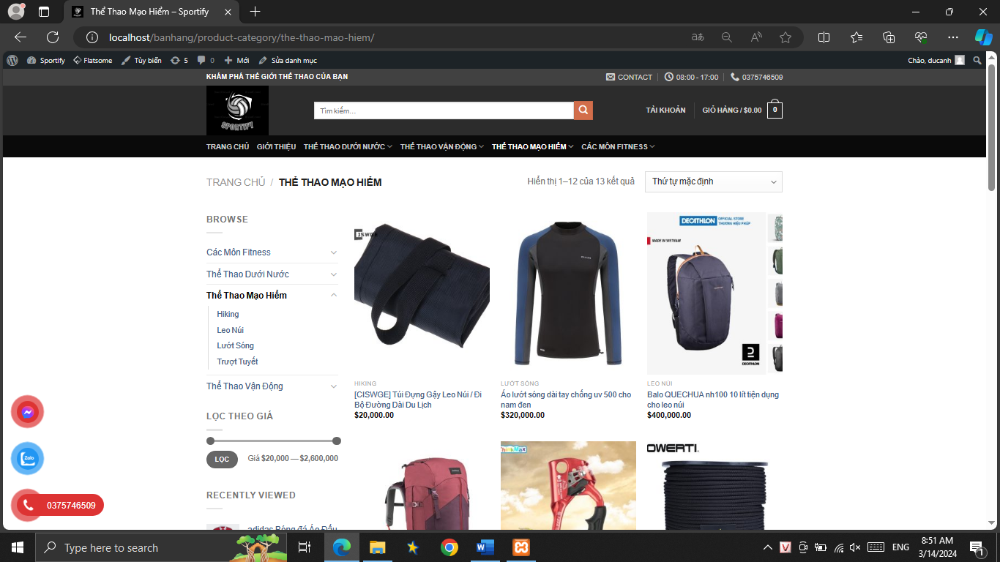 Thể Thao Mạo Hiểm – Sportify
localhost/banhang/product-category/the-thao-mao-hiem/
Sportify
Flatsome
Tùy biến
5
0
Mới
Sửa danh mục
Chào, ducanh
KHÁM PHÁ THẾ GIỚI THỂ THAO CỦA BẠN
CONTACT
08:00 - 17:00
0375746509
SPORTIFY
Tìm kiếm…
TÀI KHOẢN
GIỎ HÀNG / $0.00
0
TRANG CHỦ
GIỚI THIỆU
THỂ THAO DƯỚI NƯỚC
THỂ THAO VẬN ĐỘNG
THỂ THAO MẠO HIỂM
CÁC MÔN FITNESS
TRANG CHỦ / THỂ THAO MẠO HIỂM
Hiển thị 1–12 của 13 kết quả
Thứ tự mặc định
BROWSE
Các Môn Fitness
Thể Thao Dưới Nước
Thể Thao Mạo Hiểm
Hiking
Leo Núi
Lướt Sóng
Trượt Tuyết
Thể Thao Vận Động
LỌC THEO GIÁ
LỌC
Giá $20,000 — $2,600,000
RECENTLY VIEWED
adidas Bóng đá Áo Đấu
CISWGE
HIKING
[CISWGE] Túi Đựng Gậy Leo Núi / Đi
Bộ Đường Dài Du Lịch
$20,000.00
LƯỚT SÓNG
Áo lướt sóng dài tay chống uv 500 cho
nam đen
$320,000.00
DECATHLON
OFFICIAL STORE
THƯƠNG HIỆU PHÁP
MADE IN VIETNAM
DECATHLON
LEO NÚI
Balo QUECHUA nh100 10 lít tiện dụng
cho leo núi
$400,000.00
ThinkMax
OWERTI.
Zalo
0375746509
Type here to search
ENG
8:51 AM
3/14/2024
1